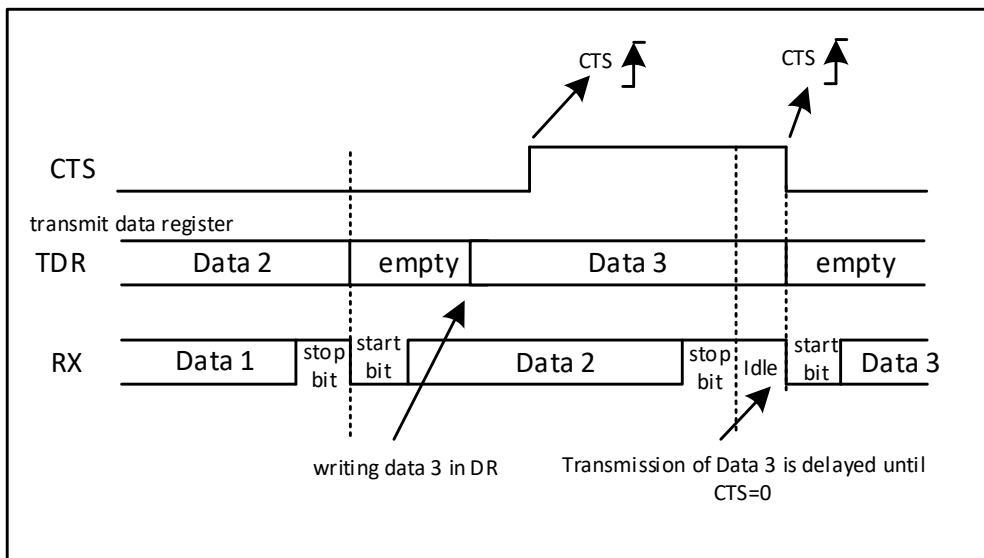 CTS
CTS
CTS
transmit data register
TDR
Data 2
empty
Data 3
empty
RX
Data 1
stop
bit
start
bit
Data 2
stop
bit
Idle
start
bit
Data 3
writing data 3 in DR
Transmission of Data 3 is delayed until
CTS=0